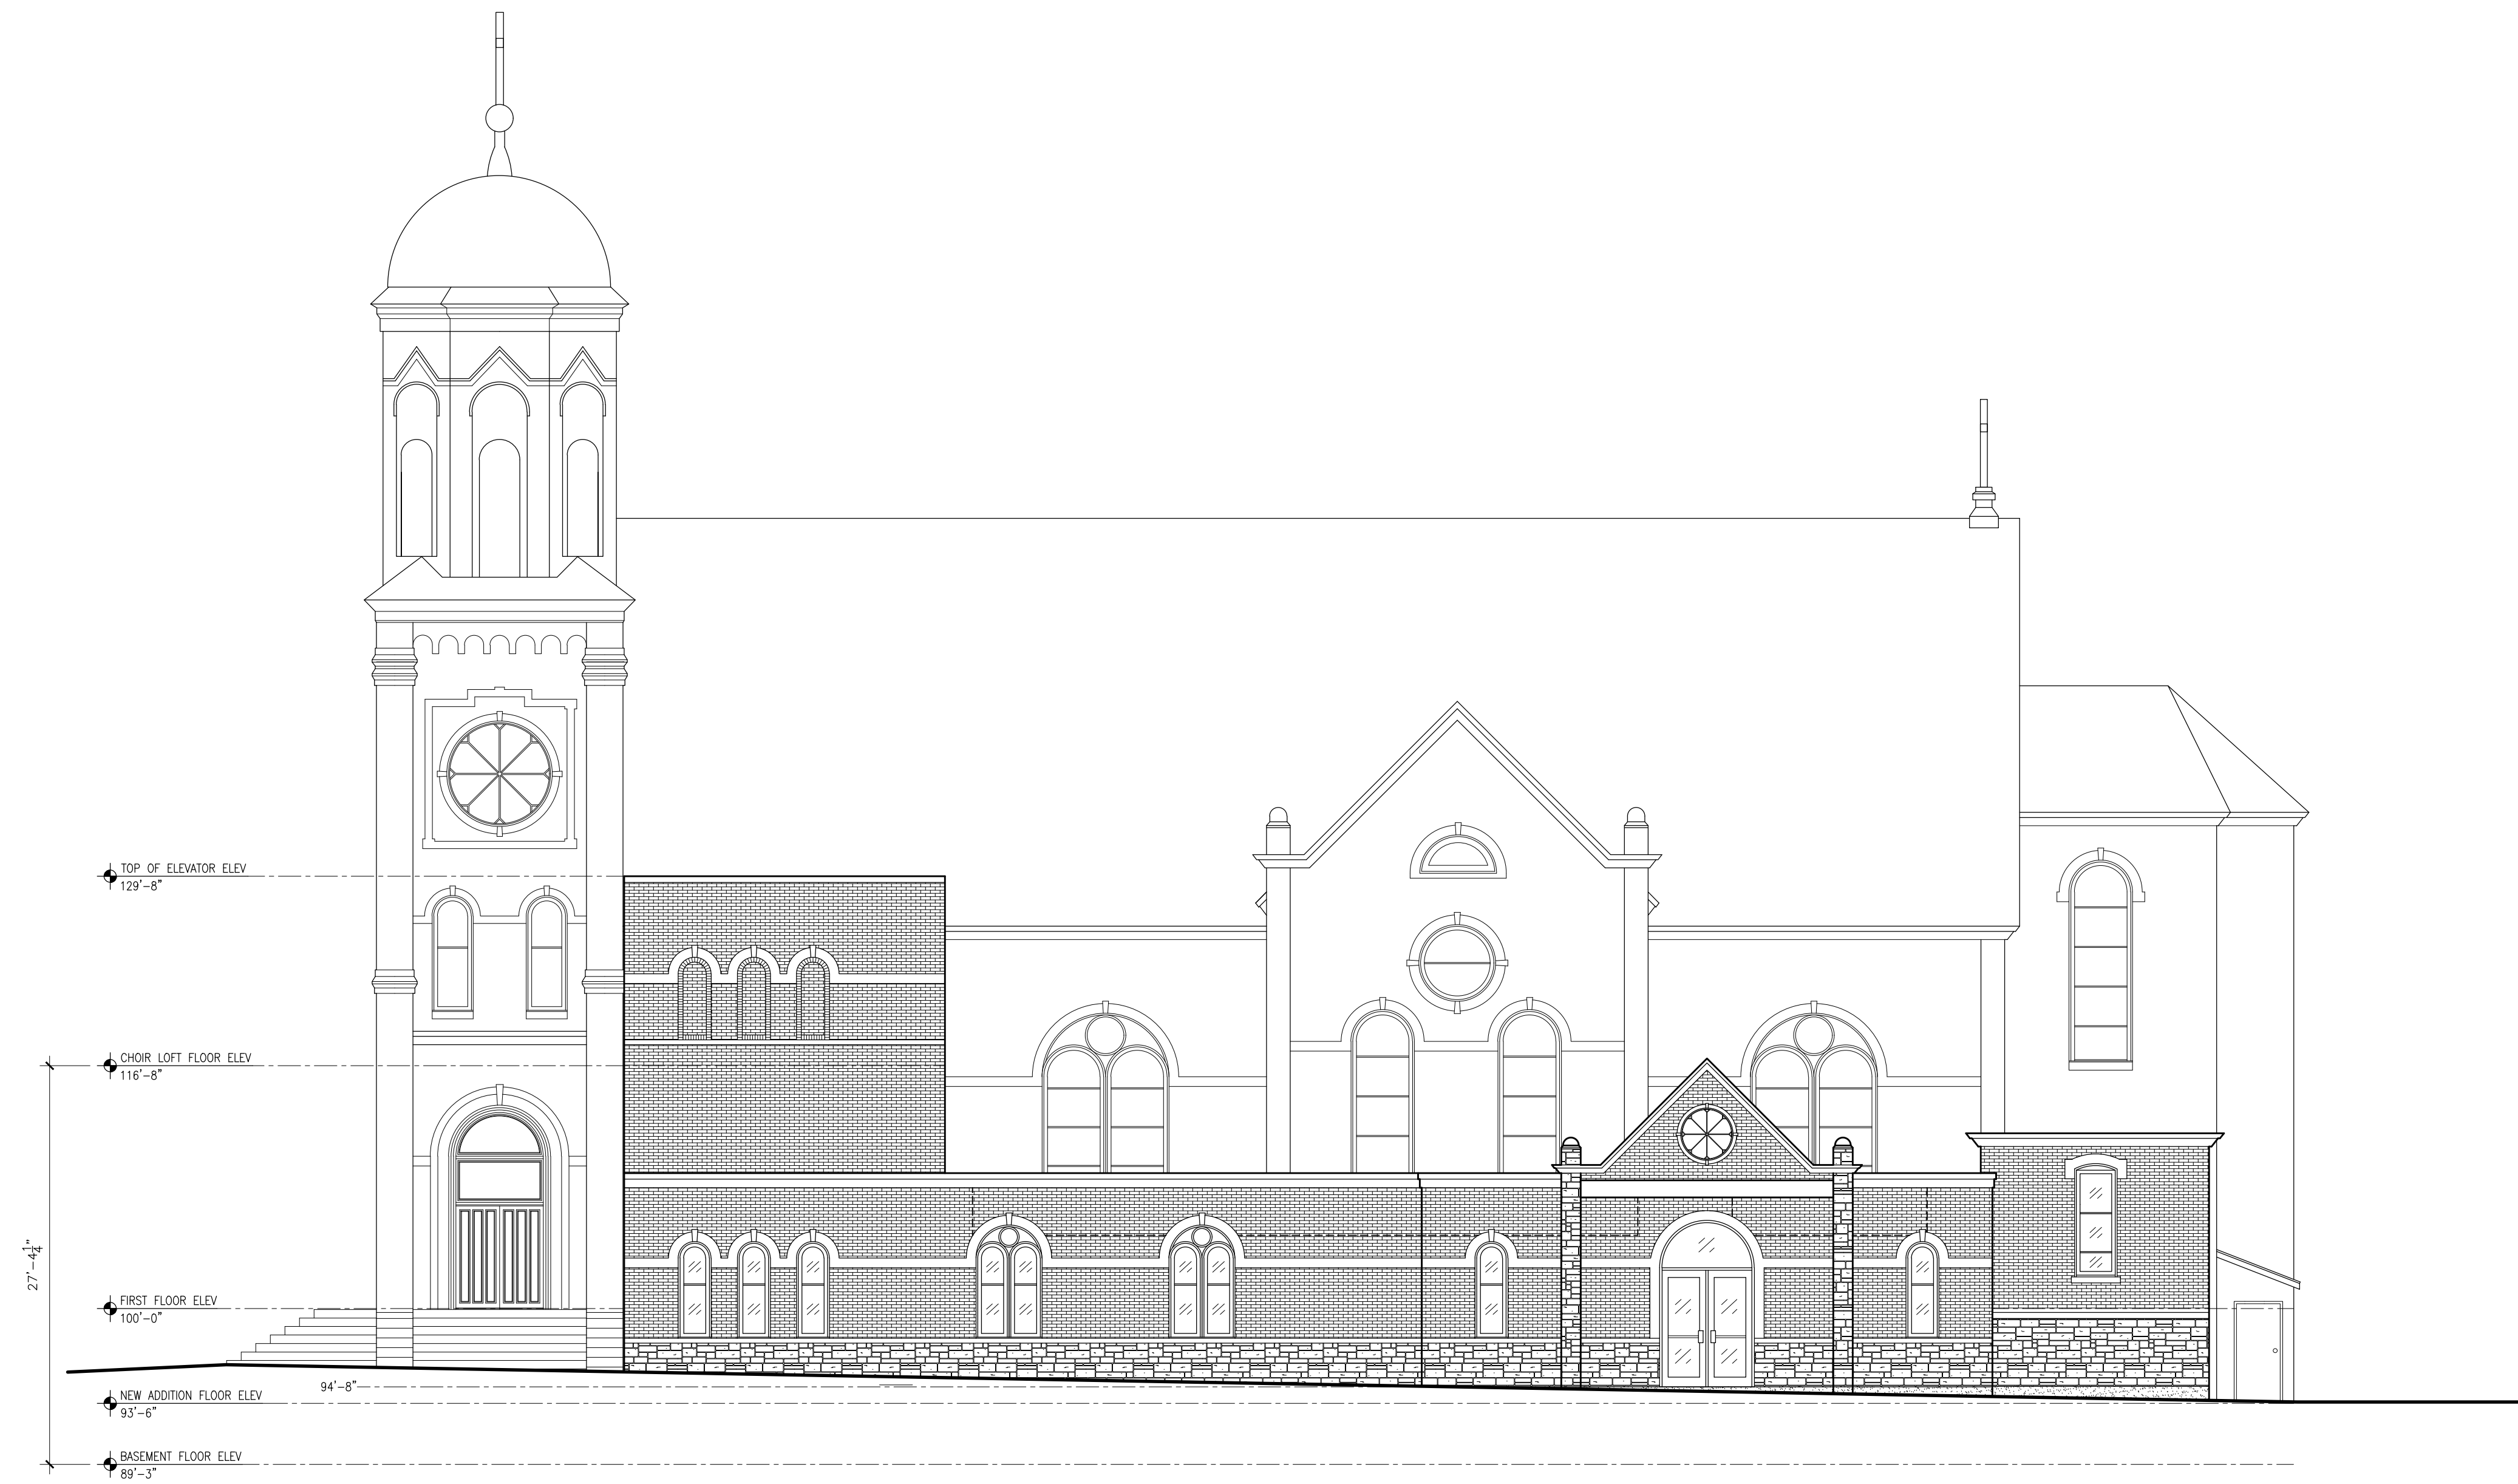 TOP OF ELEVATOR ELEV
129'-8"
CHOIR LOFT FLOOR ELEV
116'-8"
27'-4¼"
FIRST FLOOR ELEV
100'-0"
94'-8"
NEW ADDITION FLOOR ELEV
93'-6"
BASEMENT FLOOR ELEV
89'-3"